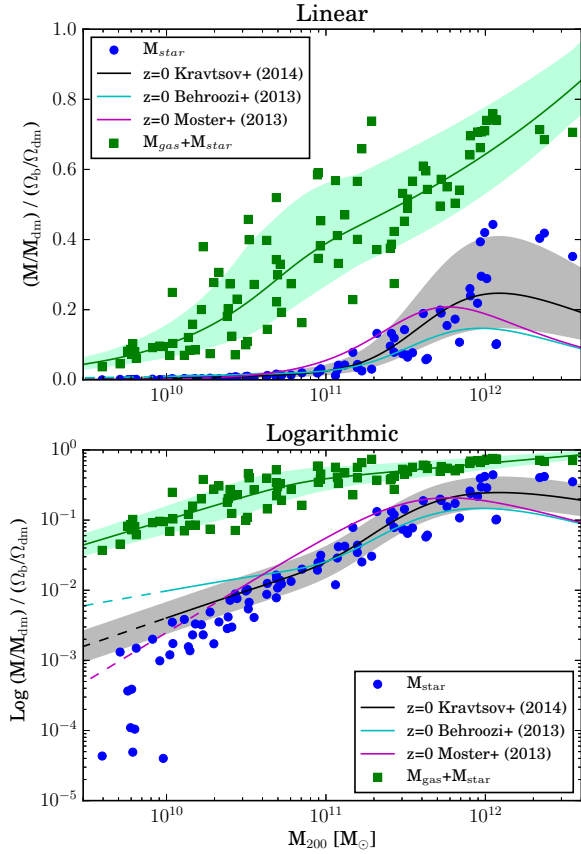 Linear
1.0
0.8
0.6
0.4
0.2
0.0
(M/M_dm) / (Ω_b/Ω_dm)
M_star
z=0 Kravtsov+ (2014)
z=0 Behroozi+ (2013)
z=0 Moster+ (2013)
M_gas+M_star
10^10 10^11 10^12
Logarithmic
10^0
10^-1
10^-2
10^-3
10^-4
10^-5
Log (M/M_dm) / (Ω_b/Ω_dm)
M_star
z=0 Kravtsov+ (2014)
z=0 Behroozi+ (2013)
z=0 Moster+ (2013)
M_gas+M_star
10^10 10^11 10^12
M_200 [M_⊙]